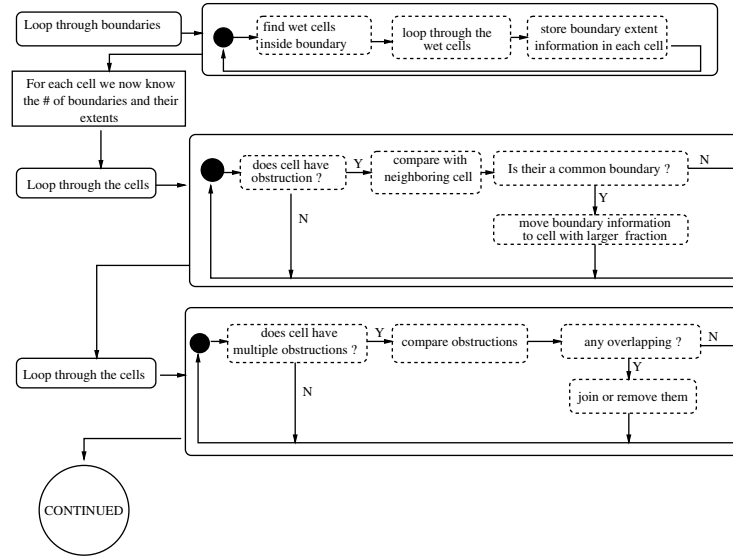 Loop through boundaries
find wet cells
inside boundary
loop through the
wet cells
store boundary extent
information in each cell
For each cell we now know
the # of boundaries and their
extents
Loop through the cells
does cell have
obstruction ?
Y
compare with
neighboring cell
Is their a common boundary ?
N
N
Y
move boundary information
to cell with larger fraction
Loop through the cells
does cell have
multiple obstructions ?
Y
compare obstructions
any overlapping ?
N
N
Y
join or remove them
CONTINUED